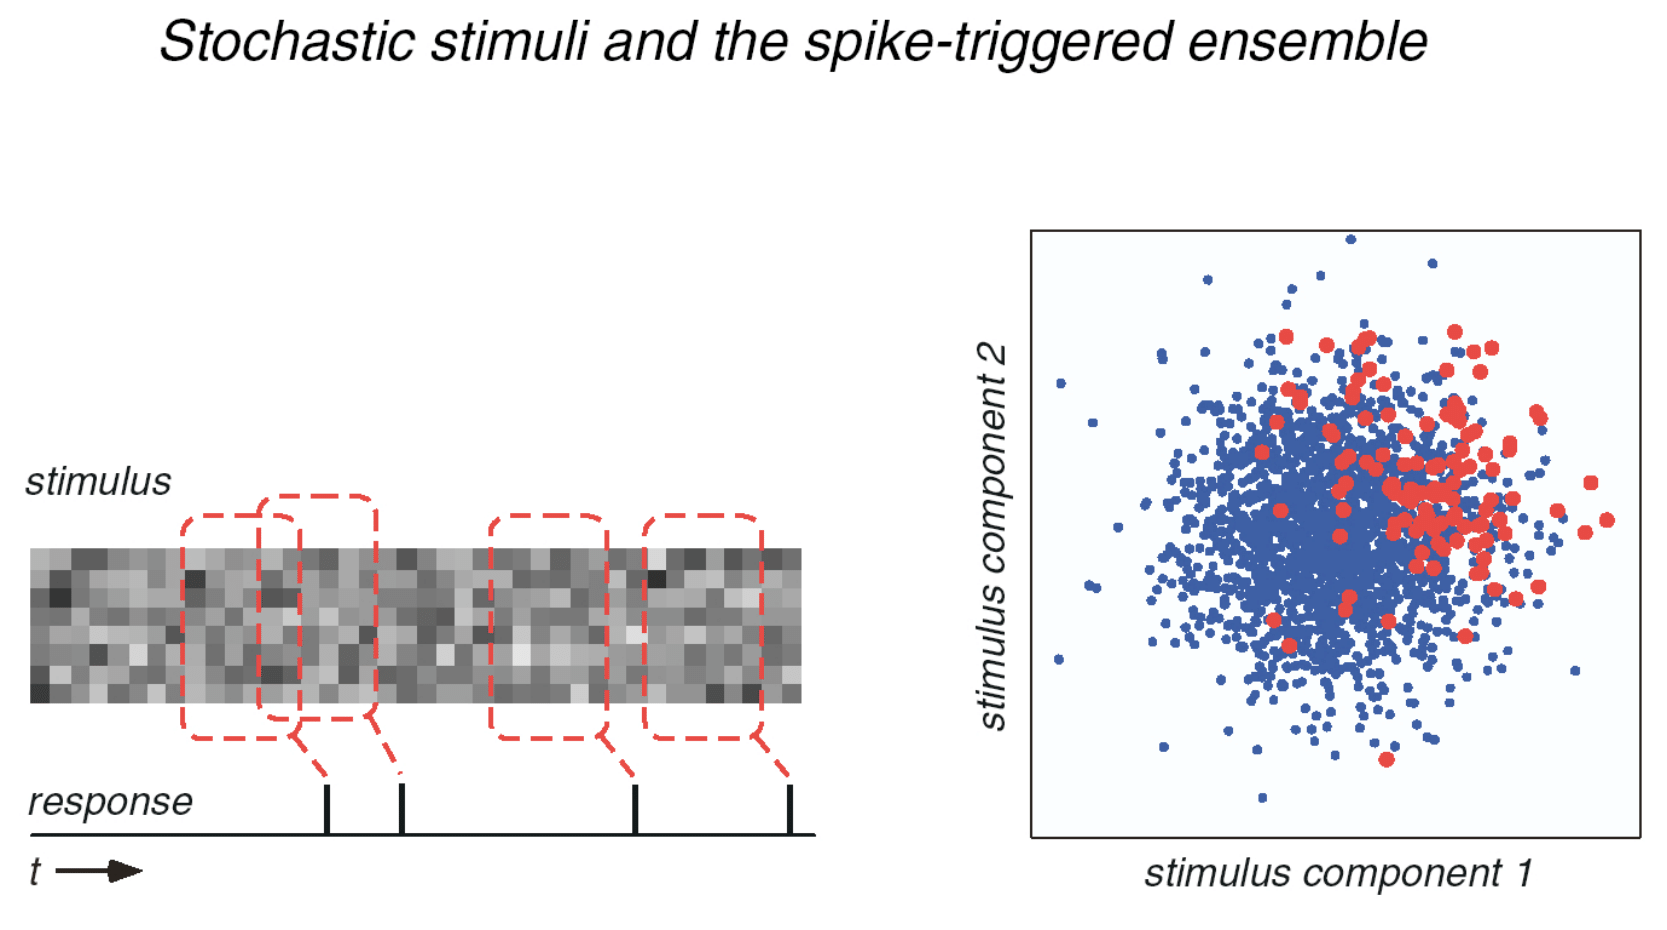 Stochastic stimuli and the spike-triggered ensemble
stimulus
response
t
stimulus component 2
stimulus component 1